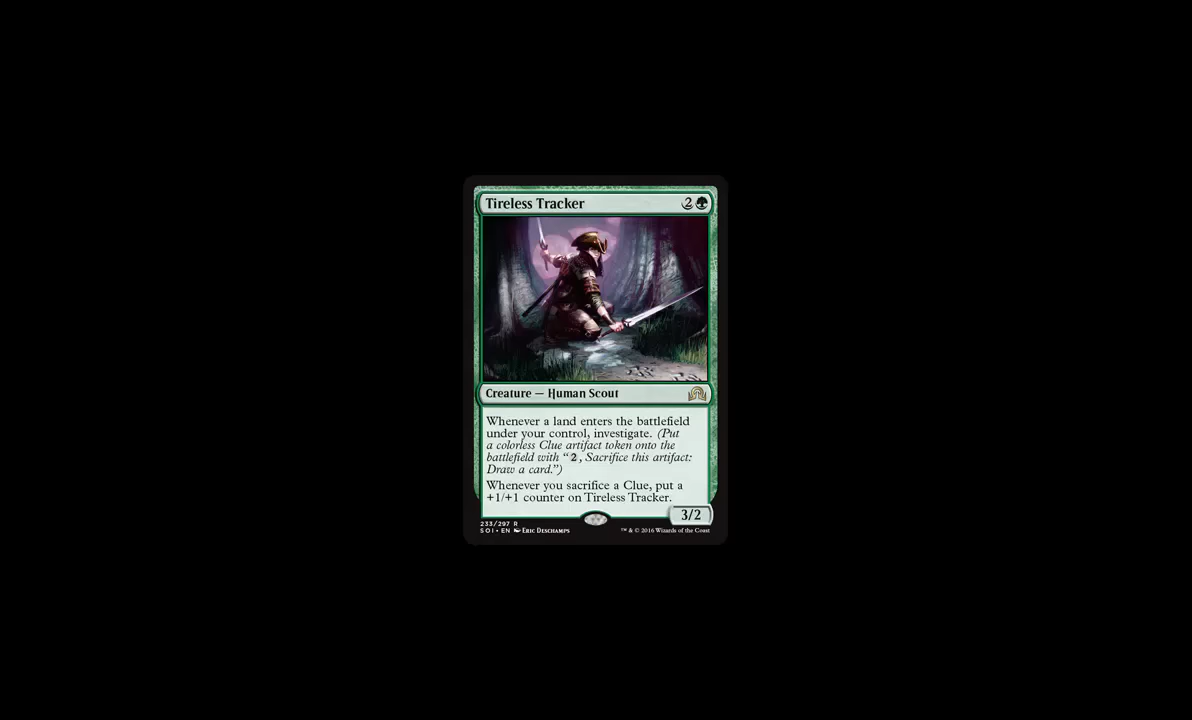 Tireless Tracker 2
Creature — Human Scout
Whenever a land enters the battlefield
under your control, investigate. (Put
a colorless Clue artifact token onto the
battlefield with “2, Sacrifice this artifact:
Draw a card.”)
Whenever you sacrifice a Clue, put a
+1/+1 counter on Tireless Tracker.
3/2
233/297 R
SOI • EN Eric Deschamps ™ & © 2016 Wizards of the Coast